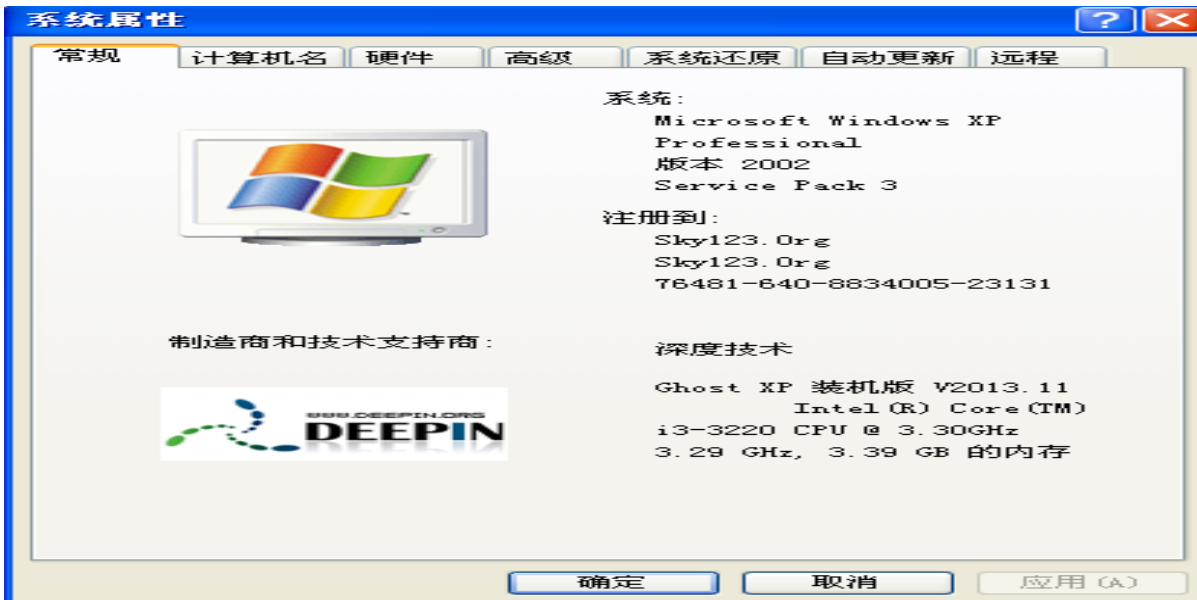 系统属性
常规 计算机名 硬件 高级 系统还原 自动更新 远程
系统:
Microsoft Windows XP
Professional
版本 2002
Service Pack 3
注册到:
Sky123.Org
Sky123.Org
76481-640-8834005-23131
制造商和技术支持商:
深度技术
WWW.DEEPIN.ORG
DEEPIN
Ghost XP 装机版 V2013.11
Intel(R) Core(TM)
i3-3220 CPU @ 3.30GHz
3.29 GHz, 3.39 GB 的内存
确定 取消 应用(A)